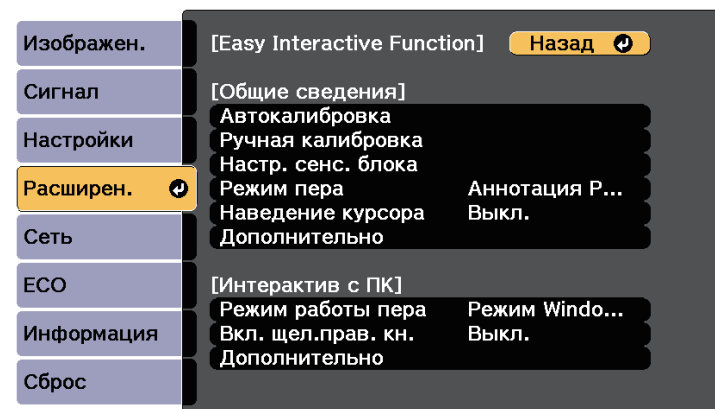 Изображен.
Сигнал
Настройки
Расширен.
Сеть
ECO
Информация
Сброс
[Easy Interactive Function] Назад
[Общие сведения]
Автокалибровка
Ручная калибровка
Настр. сенс. блока
Режим пера Аннотация P...
Наведение курсора Выкл.
Дополнительно
[Интерактив с ПК]
Режим работы пера Режим Windo...
Вкл. щел.прав. кн. Выкл.
Дополнительно